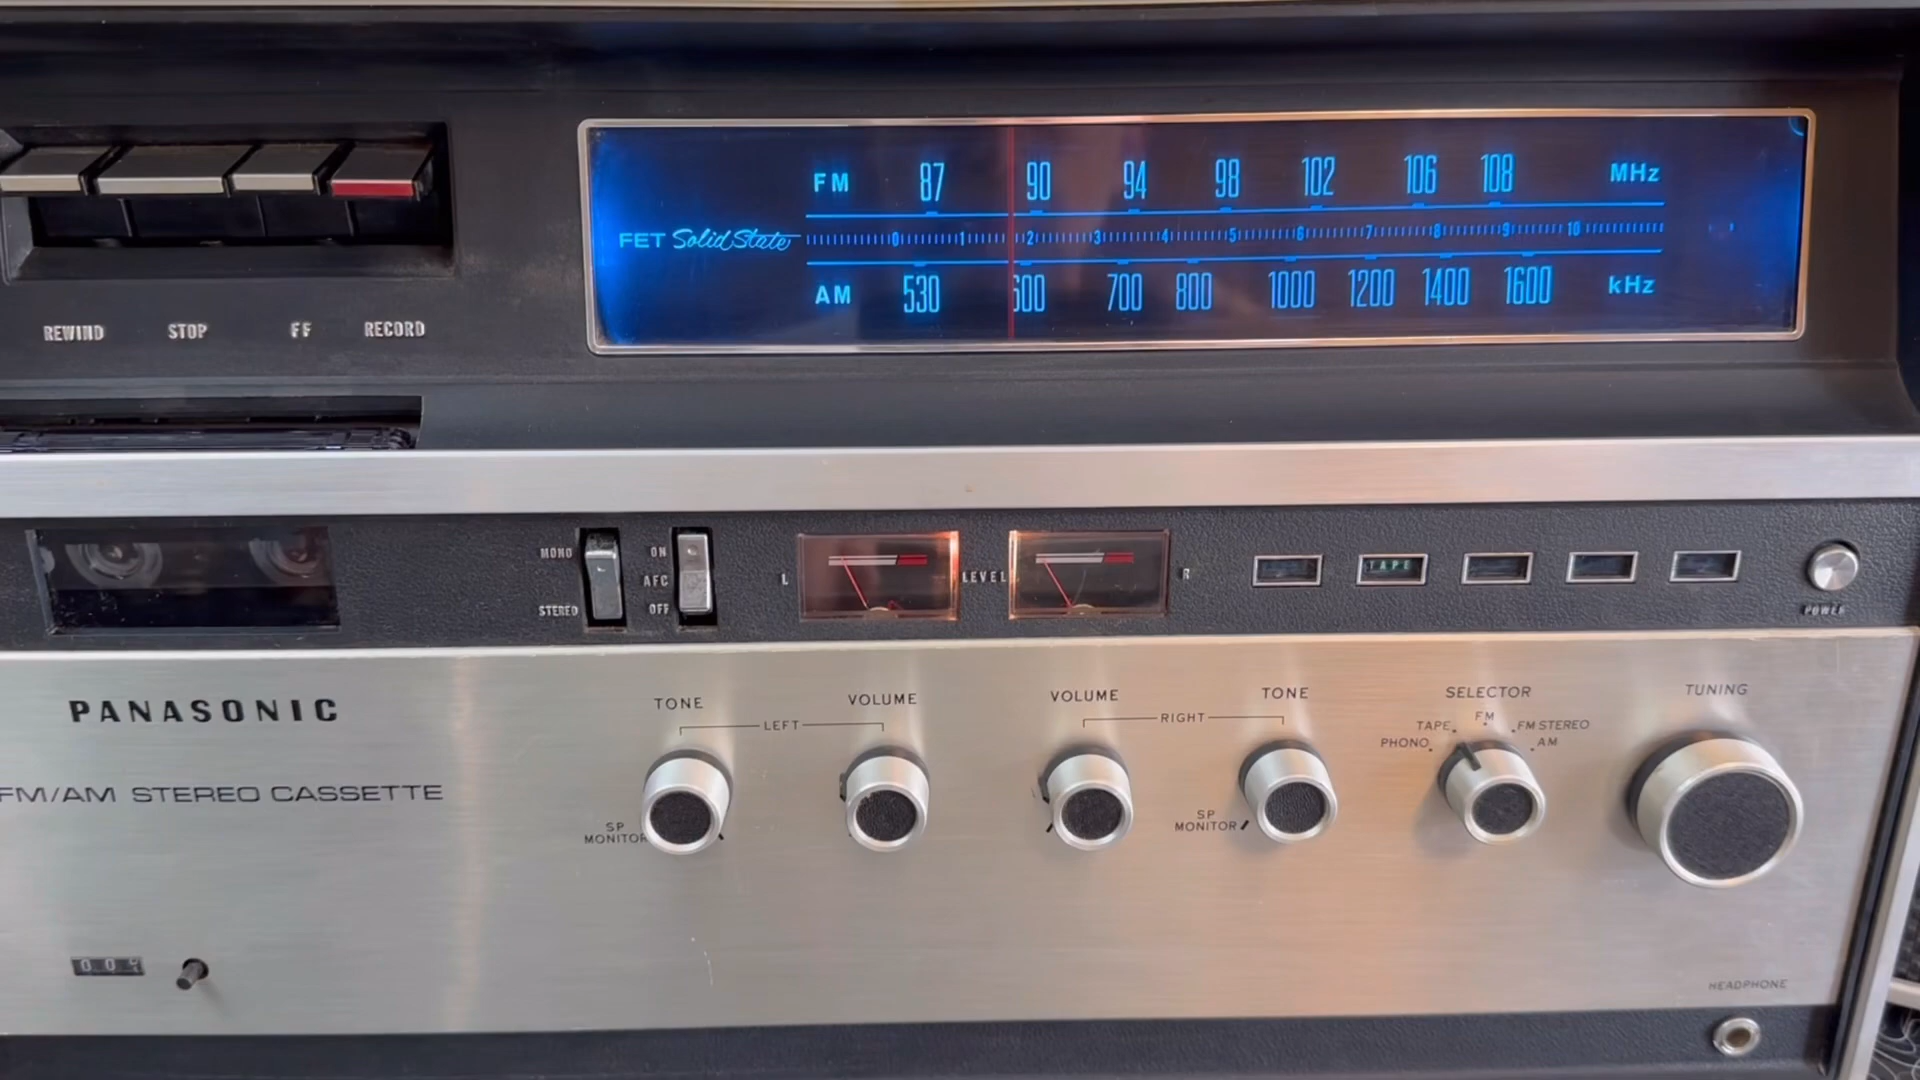 FM 87 90 94 98 102 106 108 MHz
FET Solid State 0 1 2 3 4 5 6 7 8 9 10
AM 530 600 700 800 1000 1200 1400 1600 kHz
REWIND STOP FF RECORD
MONO
STEREO
ON
AFC
OFF
L LEVEL R
TAPE
POWER
PANASONIC
FM/AM STEREO CASSETTE
TONE VOLUME
LEFT
SP
MONITOR
VOLUME TONE
RIGHT
SP
MONITOR
SELECTOR
FM
TAPE FM STEREO
PHONO AM
TUNING
0 0
HEADPHONE